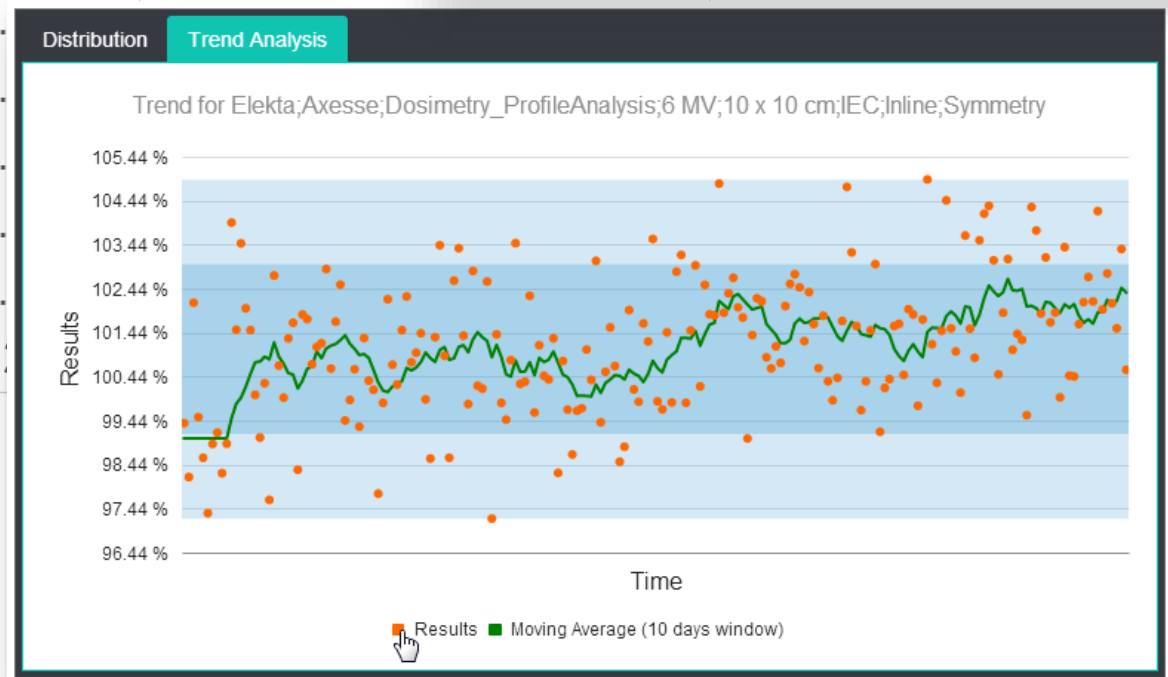 Distribution Trend Analysis
Trend for Elekta;Axesse;Dosimetry_ProfileAnalysis;6 MV;10 x 10 cm;IEC;Inline;Symmetry
105.44 %
104.44 %
103.44 %
102.44 %
101.44 %
100.44 %
99.44 %
98.44 %
97.44 %
96.44 %
Results
Time
Results Moving Average (10 days window)